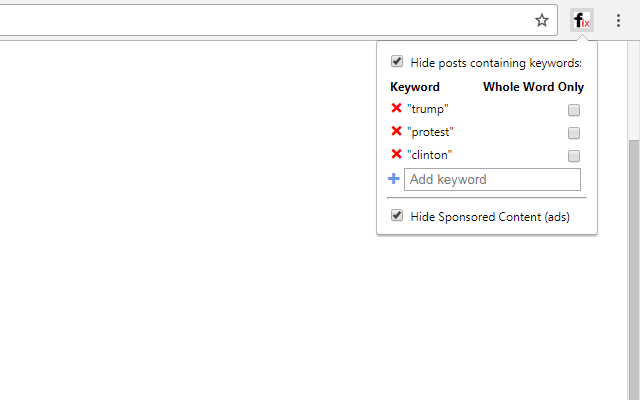 fix
Hide posts containing keywords:
Keyword Whole Word Only
"trump"
"protest"
"clinton"
Add keyword
Hide Sponsored Content (ads)